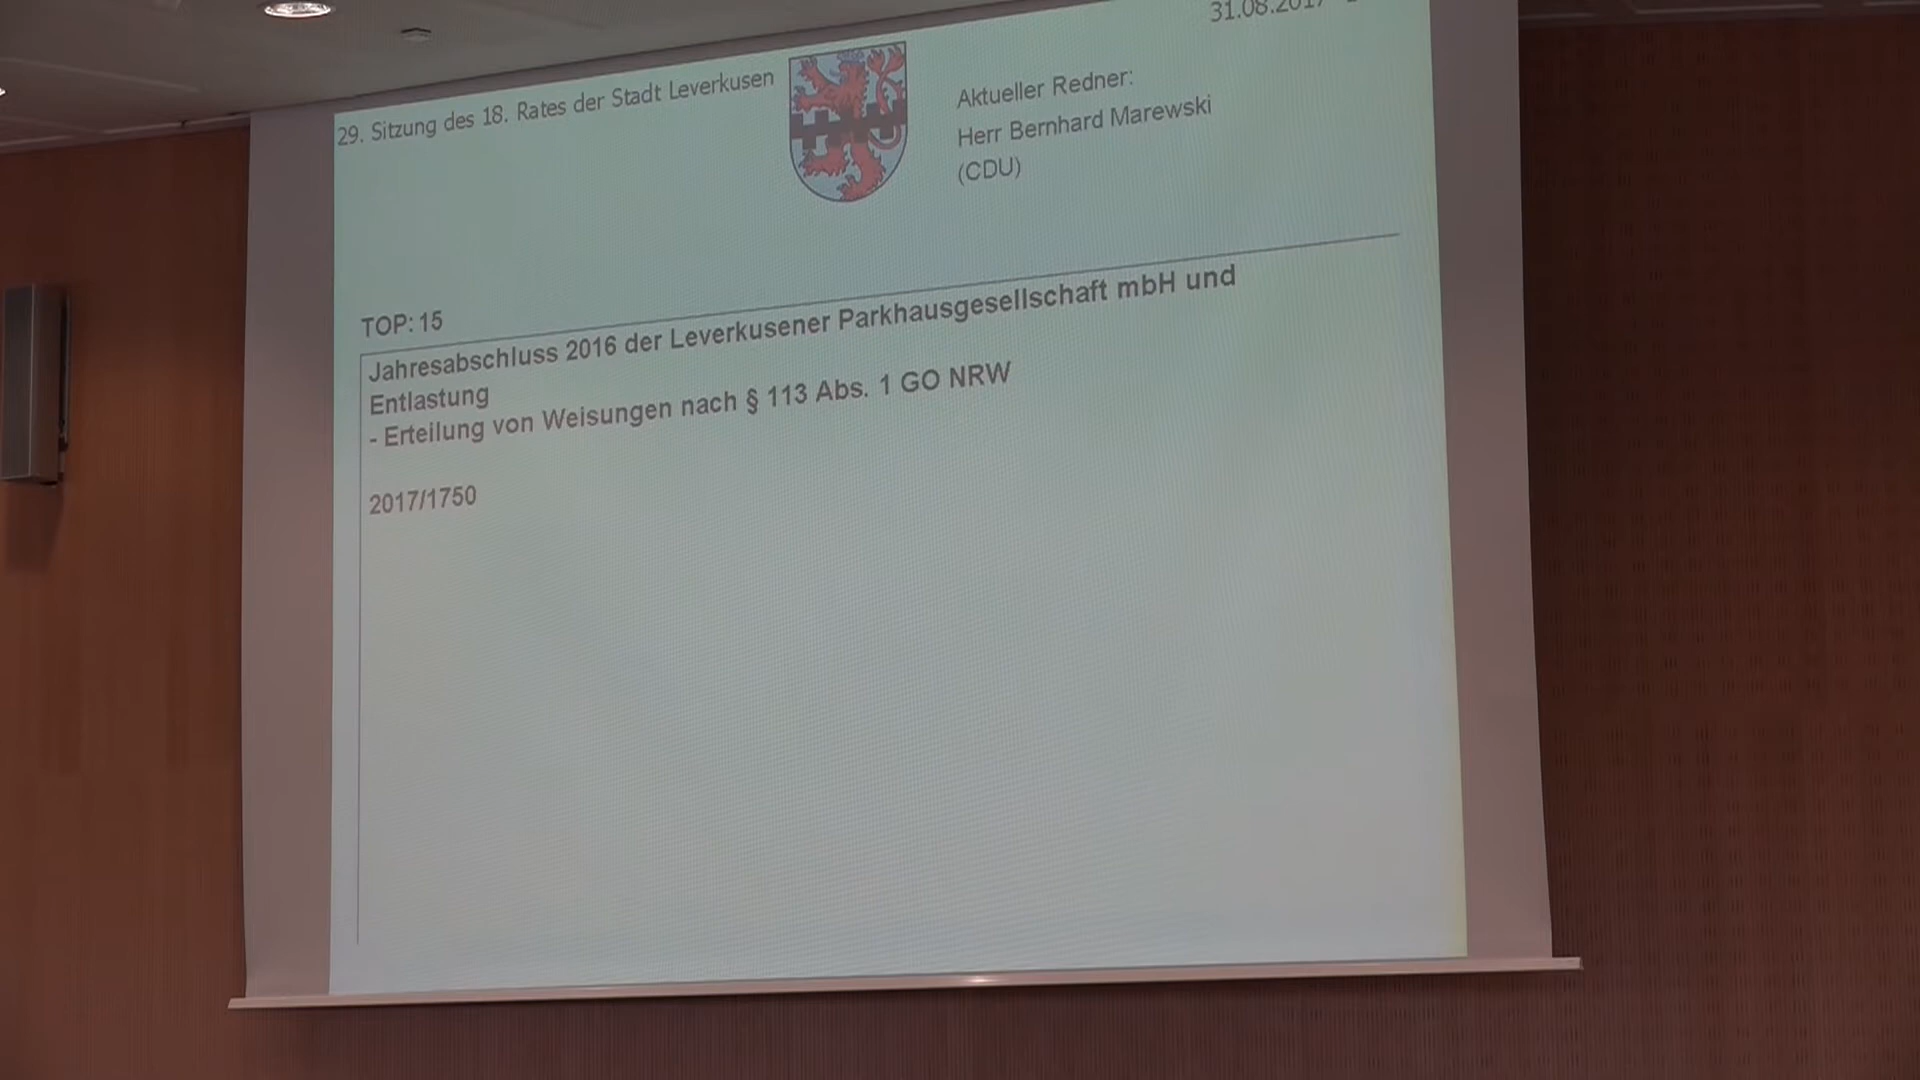 31.08.2017
29. Sitzung des 18. Rates der Stadt Leverkusen
Aktueller Redner:
Herr Bernhard Marewski
(CDU)
TOP: 15
Jahresabschluss 2016 der Leverkusener Parkhausgesellschaft mbH und
Entlastung
- Erteilung von Weisungen nach § 113 Abs. 1 GO NRW
2017/1750